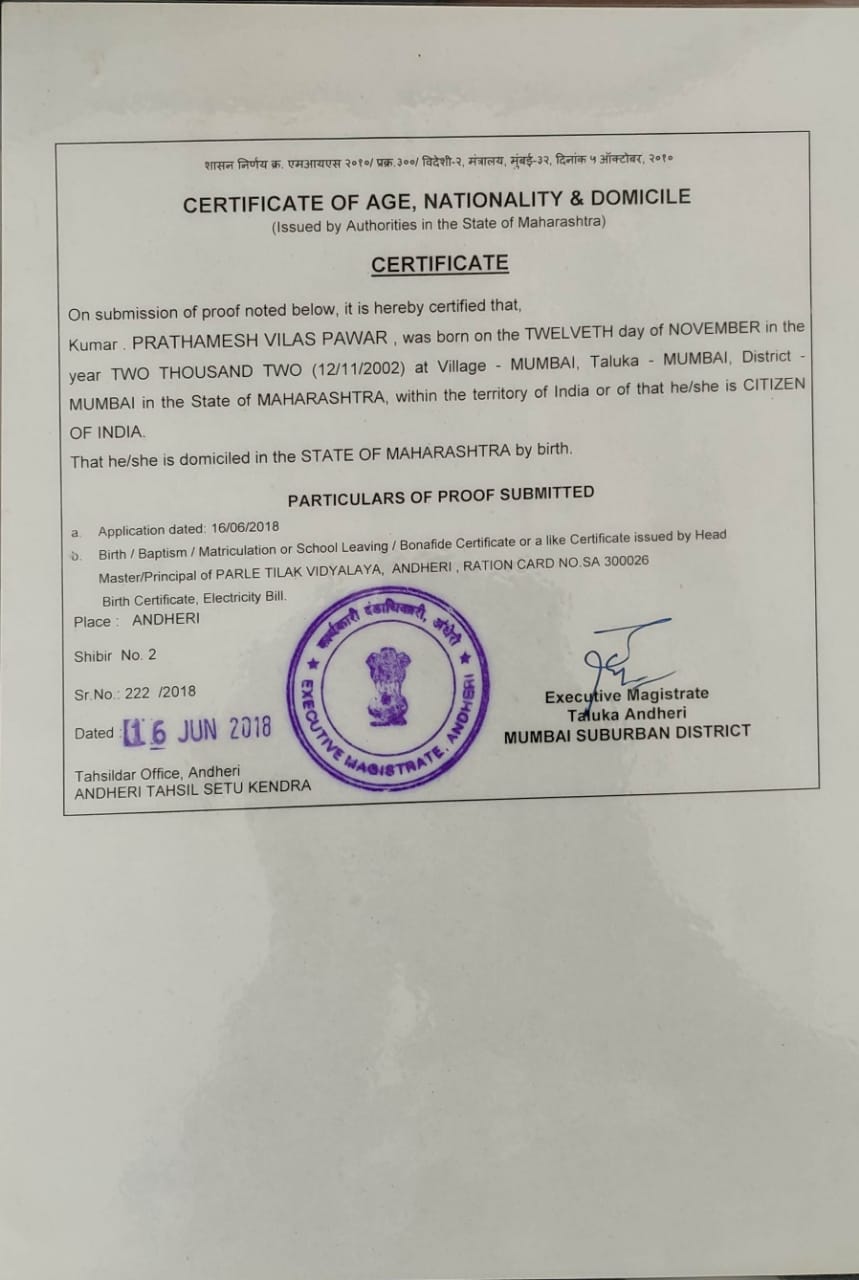 शासन निर्णय क्र. एमआयएस २०१०/ प्रक्र.३००/ विदेशी-२, मंत्रालय, मुंबई-३२, दिनांक ५ ऑक्टोबर, २०१०
CERTIFICATE OF AGE, NATIONALITY & DOMICILE
(Issued by Authorities in the State of Maharashtra)
CERTIFICATE
On submission of proof noted below, it is hereby certified that,
Kumar . PRATHAMESH VILAS PAWAR , was born on the TWELVETH day of NOVEMBER in the
year TWO THOUSAND TWO (12/11/2002) at Village - MUMBAI, Taluka - MUMBAI, District -
MUMBAI in the State of MAHARASHTRA, within the territory of India or of that he/she is CITIZEN
OF INDIA.
That he/she is domiciled in the STATE OF MAHARASHTRA by birth.
PARTICULARS OF PROOF SUBMITTED
a. Application dated: 16/06/2018
b. Birth / Baptism / Matriculation or School Leaving / Bonafide Certificate or a like Certificate issued by Head
Master/Principal of PARLE TILAK VIDYALAYA, ANDHERI , RATION CARD NO.SA 300026
Birth Certificate, Electricity Bill.
Place : ANDHERI
Shibir No. 2
Sr.No.: 222 /2018
Dated : 16 JUN 2018
Tahsildar Office, Andheri
ANDHERI TAHSIL SETU KENDRA
कार्यकारी दंडाधिकारी, अंधेरी
EXECUTIVE MAGISTRATE, ANDHERI
Executive Magistrate
Taluka Andheri
MUMBAI SUBURBAN DISTRICT